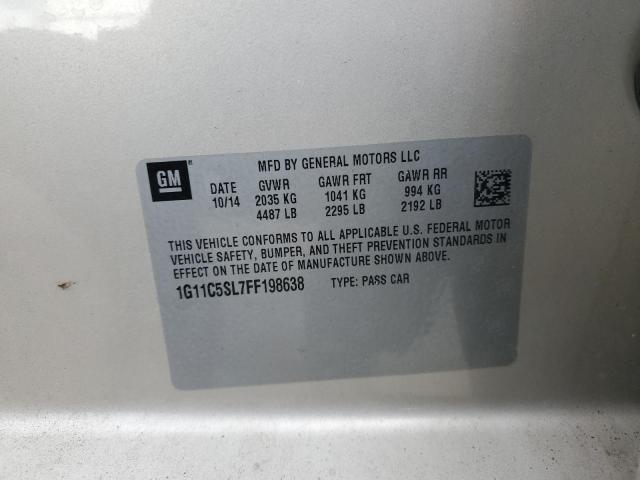 GM
MFD BY GENERAL MOTORS LLC
DATE GVWR GAWR FRT GAWR RR
10/14 2035 KG 1041 KG 994 KG
4487 LB 2295 LB 2192 LB
THIS VEHICLE CONFORMS TO ALL APPLICABLE U.S. FEDERAL MOTOR
VEHICLE SAFETY, BUMPER, AND THEFT PREVENTION STANDARDS IN
EFFECT ON THE DATE OF MANUFACTURE SHOWN ABOVE.
1G11C5SL7FF198638 TYPE: PASS CAR